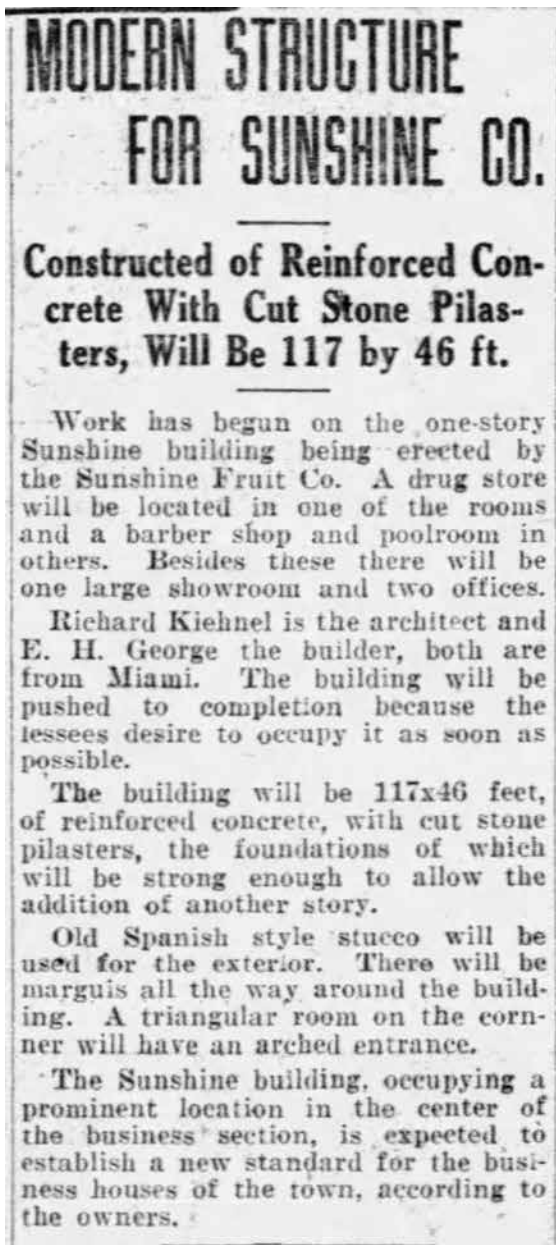 MODERN STRUCTURE
FOR SUNSHINE CO.
Constructed of Reinforced Con-
crete With Cut Stone Pilas-
ters, Will Be 117 by 46 ft.
Work has begun on the one-story
Sunshine building being erected by
the Sunshine Fruit Co. A drug store
will be located in one of the rooms
and a barber shop and poolroom in
others. Besides these there will be
one large showroom and two offices.
Richard Kiehnel is the architect and
E. H. George the builder, both are
from Miami. The building will be
pushed to completion because the
lessees desire to occupy it as soon as
possible.
The building will be 117x46 feet,
of reinforced concrete, with cut stone
pilasters, the foundations of which
will be strong enough to allow the
addition of another story.
Old Spanish style stucco will be
used for the exterior. There will be
marguis all the way around the build-
ing. A triangular room on the corn-
ner will have an arched entrance.
The Sunshine building, occupying a
prominent location in the center of
the business section, is expected to
establish a new standard for the busi-
ness houses of the town, according to
the owners.